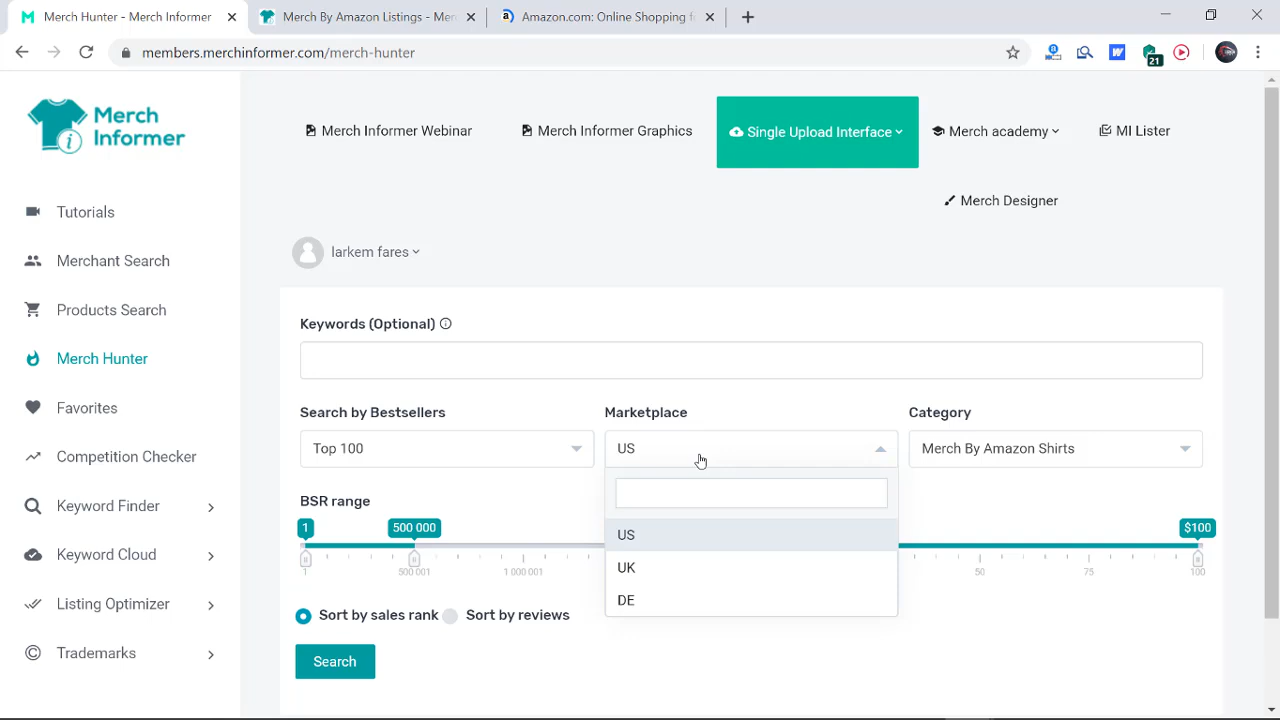 Merch Hunter - Merch Informer
Merch By Amazon Listings - Mer
Amazon.com: Online Shopping f
members.merchinformer.com/merch-hunter
21
Merch
Informer
Merch Informer Webinar
Merch Informer Graphics
Single Upload Interface
Merch academy
MI Lister
Merch Designer
Tutorials
Merchant Search
Products Search
Merch Hunter
Favorites
Competition Checker
Keyword Finder
Keyword Cloud
Listing Optimizer
Trademarks
larkem fares
Keywords (Optional)
Search by Bestsellers
Marketplace
Category
Top 100
US
Merch By Amazon Shirts
US
UK
DE
BSR range
1
500 000
$100
1
500 001
1 000 001
50
75
100
Sort by sales rank
Sort by reviews
Search